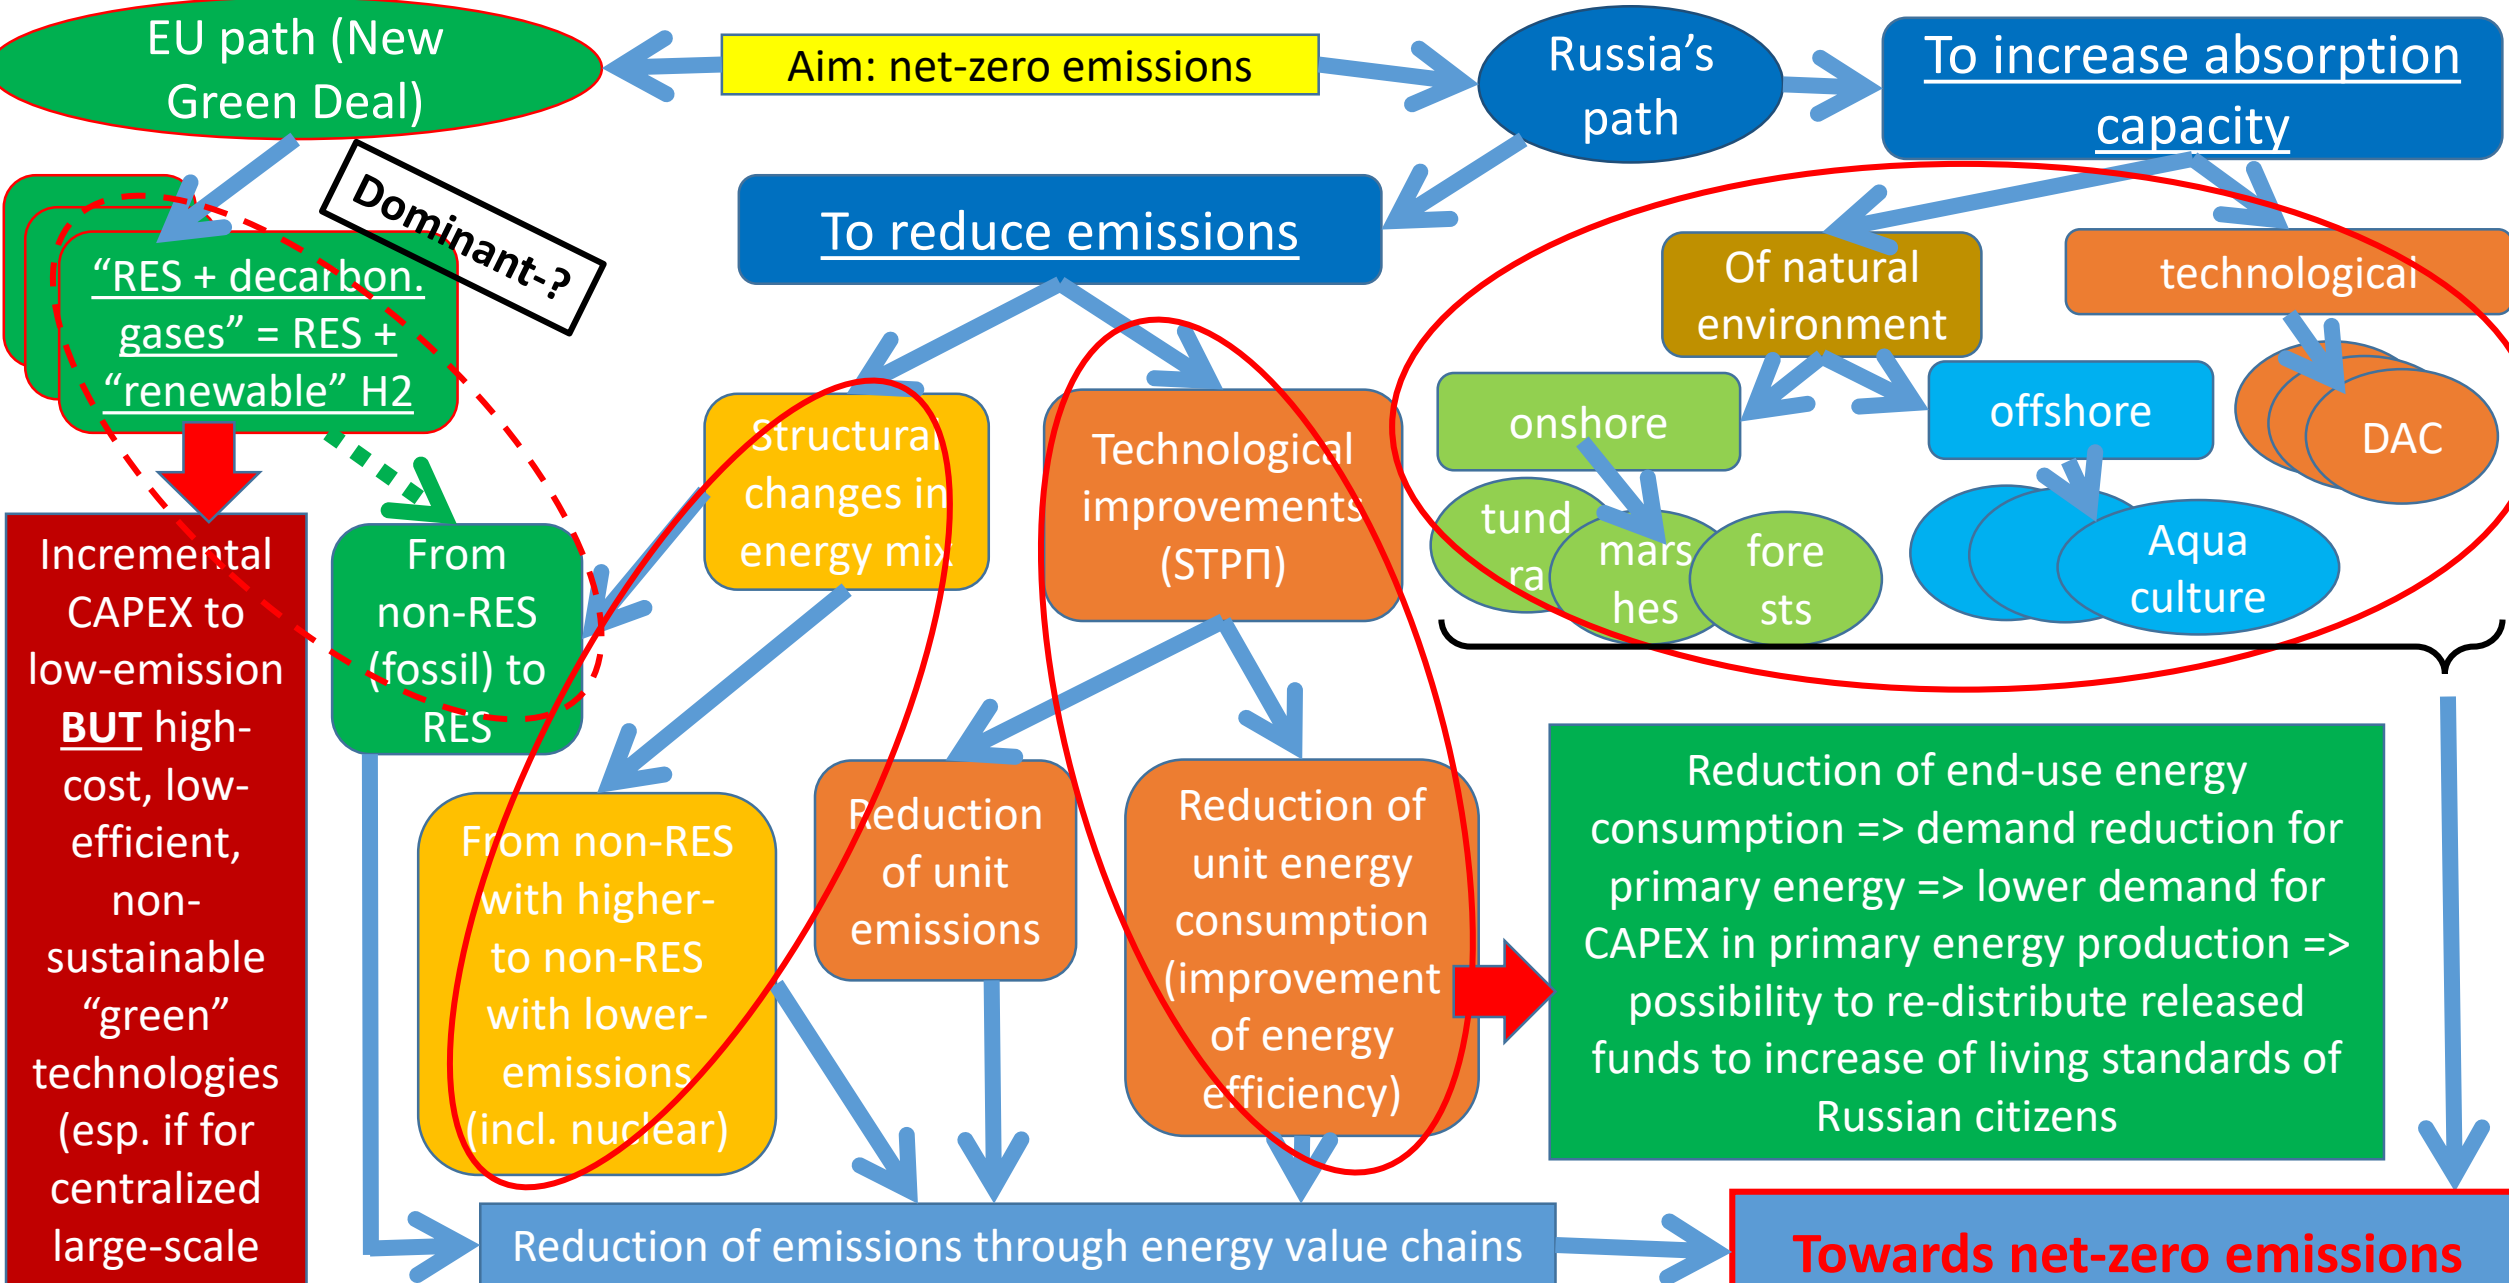 EU path (New
Green Deal)
Aim: net-zero emissions
Russia's
path
To increase absorption
capacity
Dominant-?
To reduce emissions
"RES + decarbon.
gases" = RES +
"renewable" H2
Of natural
environment
technological
onshore
offshore
DAC
tund
ra
mars
hes
fore
sts
Aqua
culture
Structural
changes in
energy mix
Technological
improvements
(STPП)
Incremental
CAPEX to
low-emission
BUT high-
cost, low-
efficient,
non-
sustainable
"green"
technologies
(esp. if for
centralized
large-scale
From
non-RES
(fossil) to
RES
From non-RES
with higher-
to non-RES
with lower-
emissions
(incl. nuclear)
Reduction
of unit
emissions
Reduction of
unit energy
consumption
(improvement
of energy
efficiency)
Reduction of end-use energy
consumption => demand reduction for
primary energy => lower demand for
CAPEX in primary energy production =>
possibility to re-distribute released
funds to increase of living standards of
Russian citizens
Reduction of emissions through energy value chains
Towards net-zero emissions